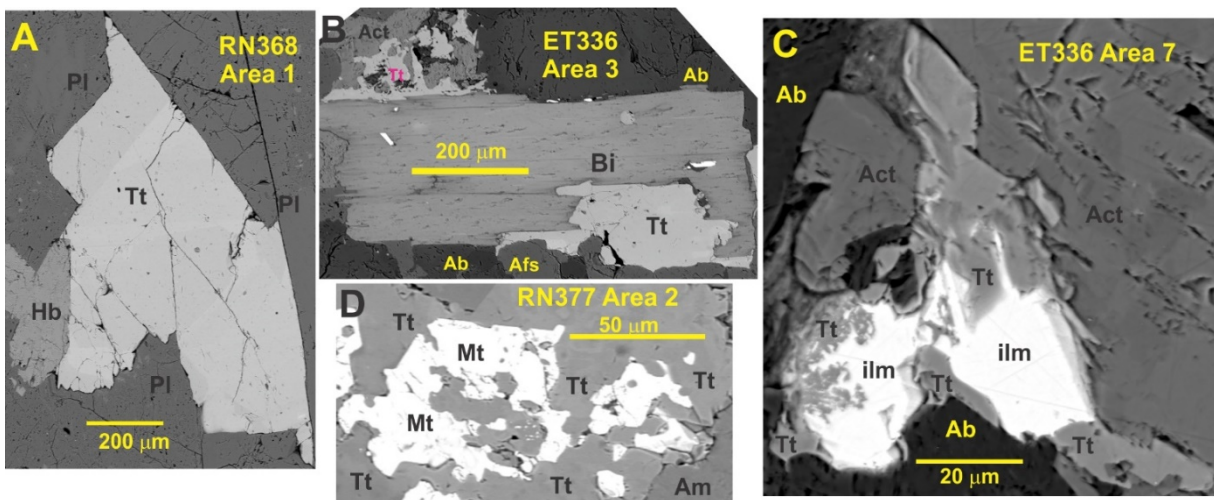 A
RN368
Area 1
Pl
Tt
Pl
Hb
Pl
200 μm
B
Act
Tt
ET336
Area 3
Ab
200 μm
Bi
Tt
Ab
Afs
C
ET336 Area 7
Ab
Act
Act
Tt
Tt
ilm
ilm
Tt
Tt
Ab
Tt
20 μm
D
RN377 Area 2
Tt
50 μm
Mt
Tt
Tt
Mt
Tt
Tt
Am